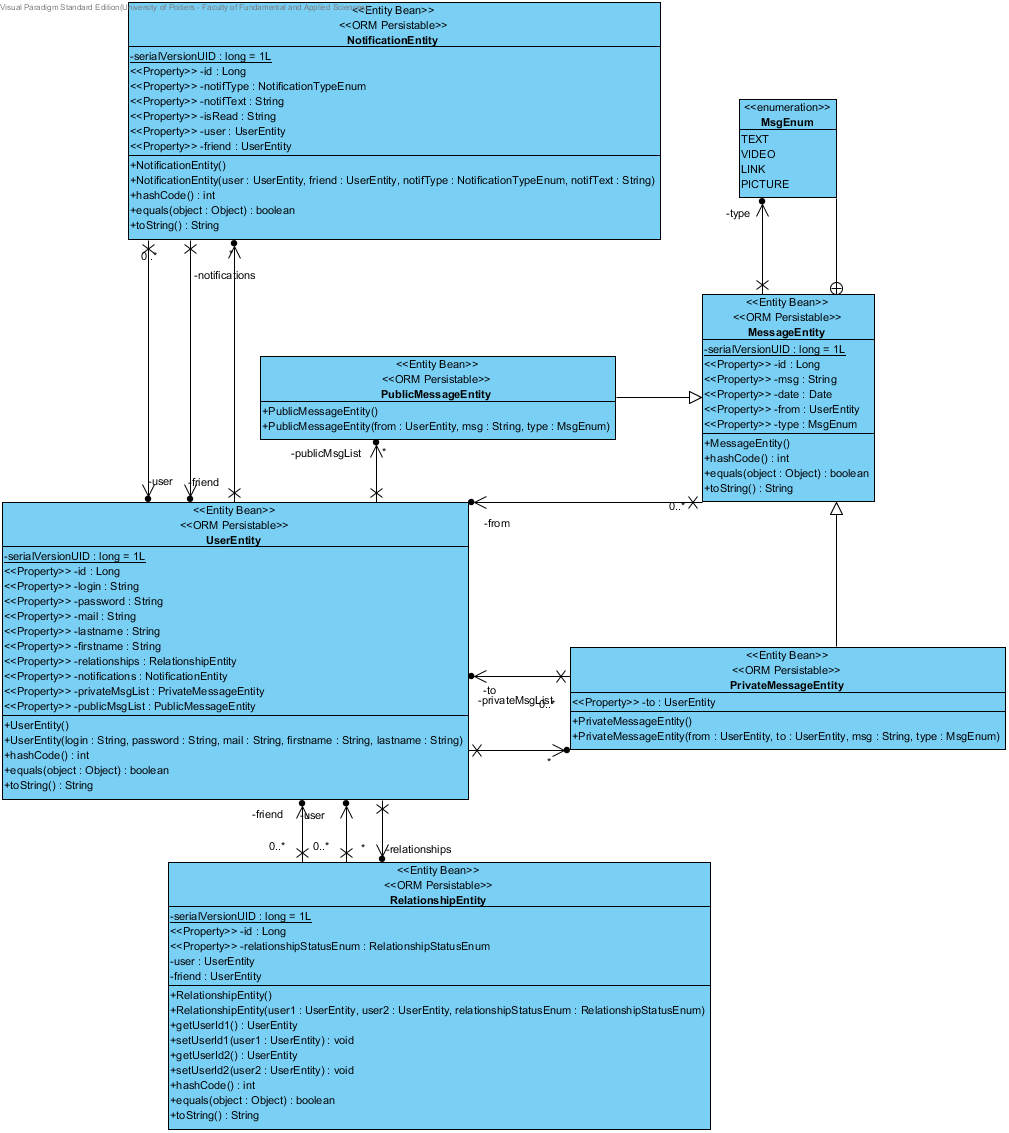 Visual Paradigm Standard Edition(University of Poitiers - Faculty of Fundamental and Applied Sciences)
<<Entity Bean>>
<<ORM Persistable>>
NotificationEntity
-serialVersionUID : long = 1L
<<Property>> -id : Long
<<Property>> -notifType : NotificationTypeEnum
<<Property>> -notifText : String
<<Property>> -isRead : String
<<Property>> -user : UserEntity
<<Property>> -friend : UserEntity
+NotificationEntity()
+NotificationEntity(user : UserEntity, friend : UserEntity, notifType : NotificationTypeEnum, notifText : String)
+hashCode() : int
+equals(object : Object) : boolean
+toString() : String
<<enumeration>>
MsgEnum
TEXT
VIDEO
LINK
PICTURE
-type
0..*
*
-notifications
<<Entity Bean>>
<<ORM Persistable>>
MessageEntity
-serialVersionUID : long = 1L
<<Property>> -id : Long
<<Property>> -msg : String
<<Property>> -date : Date
<<Property>> -from : UserEntity
<<Property>> -type : MsgEnum
+MessageEntity()
+hashCode() : int
+equals(object : Object) : boolean
+toString() : String
<<Entity Bean>>
<<ORM Persistable>>
PublicMessageEntity
+PublicMessageEntity()
+PublicMessageEntity(from : UserEntity, msg : String, type : MsgEnum)
-publicMsgList
*
-user
-friend
0..*
-from
<<Entity Bean>>
<<ORM Persistable>>
UserEntity
-serialVersionUID : long = 1L
<<Property>> -id : Long
<<Property>> -login : String
<<Property>> -password : String
<<Property>> -mail : String
<<Property>> -lastname : String
<<Property>> -firstname : String
<<Property>> -relationships : RelationshipEntity
<<Property>> -notifications : NotificationEntity
<<Property>> -privateMsgList : PrivateMessageEntity
<<Property>> -publicMsgList : PublicMessageEntity
+UserEntity()
+UserEntity(login : String, password : String, mail : String, firstname : String, lastname : String)
+hashCode() : int
+equals(object : Object) : boolean
+toString() : String
-to
-privateMsgList
0..*
*
<<Entity Bean>>
<<ORM Persistable>>
PrivateMessageEntity
<<Property>> -to : UserEntity
+PrivateMessageEntity()
+PrivateMessageEntity(from : UserEntity, to : UserEntity, msg : String, type : MsgEnum)
-friend
-user
0..*
0..*
*
-relationships
<<Entity Bean>>
<<ORM Persistable>>
RelationshipEntity
-serialVersionUID : long = 1L
<<Property>> -id : Long
<<Property>> -relationshipStatusEnum : RelationshipStatusEnum
-user : UserEntity
-friend : UserEntity
+RelationshipEntity()
+RelationshipEntity(user1 : UserEntity, user2 : UserEntity, relationshipStatusEnum : RelationshipStatusEnum)
+getUserId1() : UserEntity
+setUserId1(user1 : UserEntity) : void
+getUserId2() : UserEntity
+setUserId2(user2 : UserEntity) : void
+hashCode() : int
+equals(object : Object) : boolean
+toString() : String